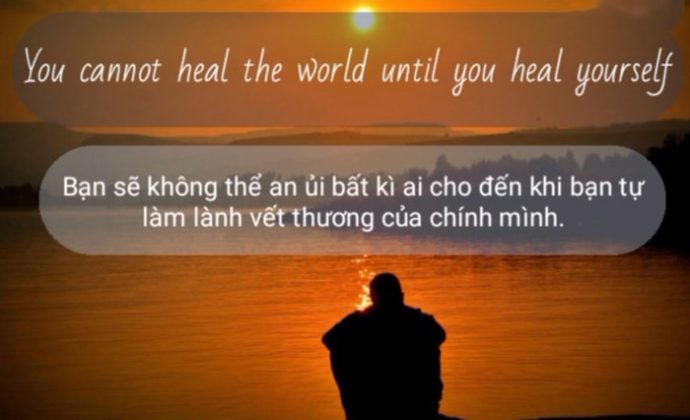 You cannot heal the world until you heal yourself
Bạn sẽ không thể an ủi bất kì ai cho đến khi bạn tự
làm lành vết thương của chính mình.